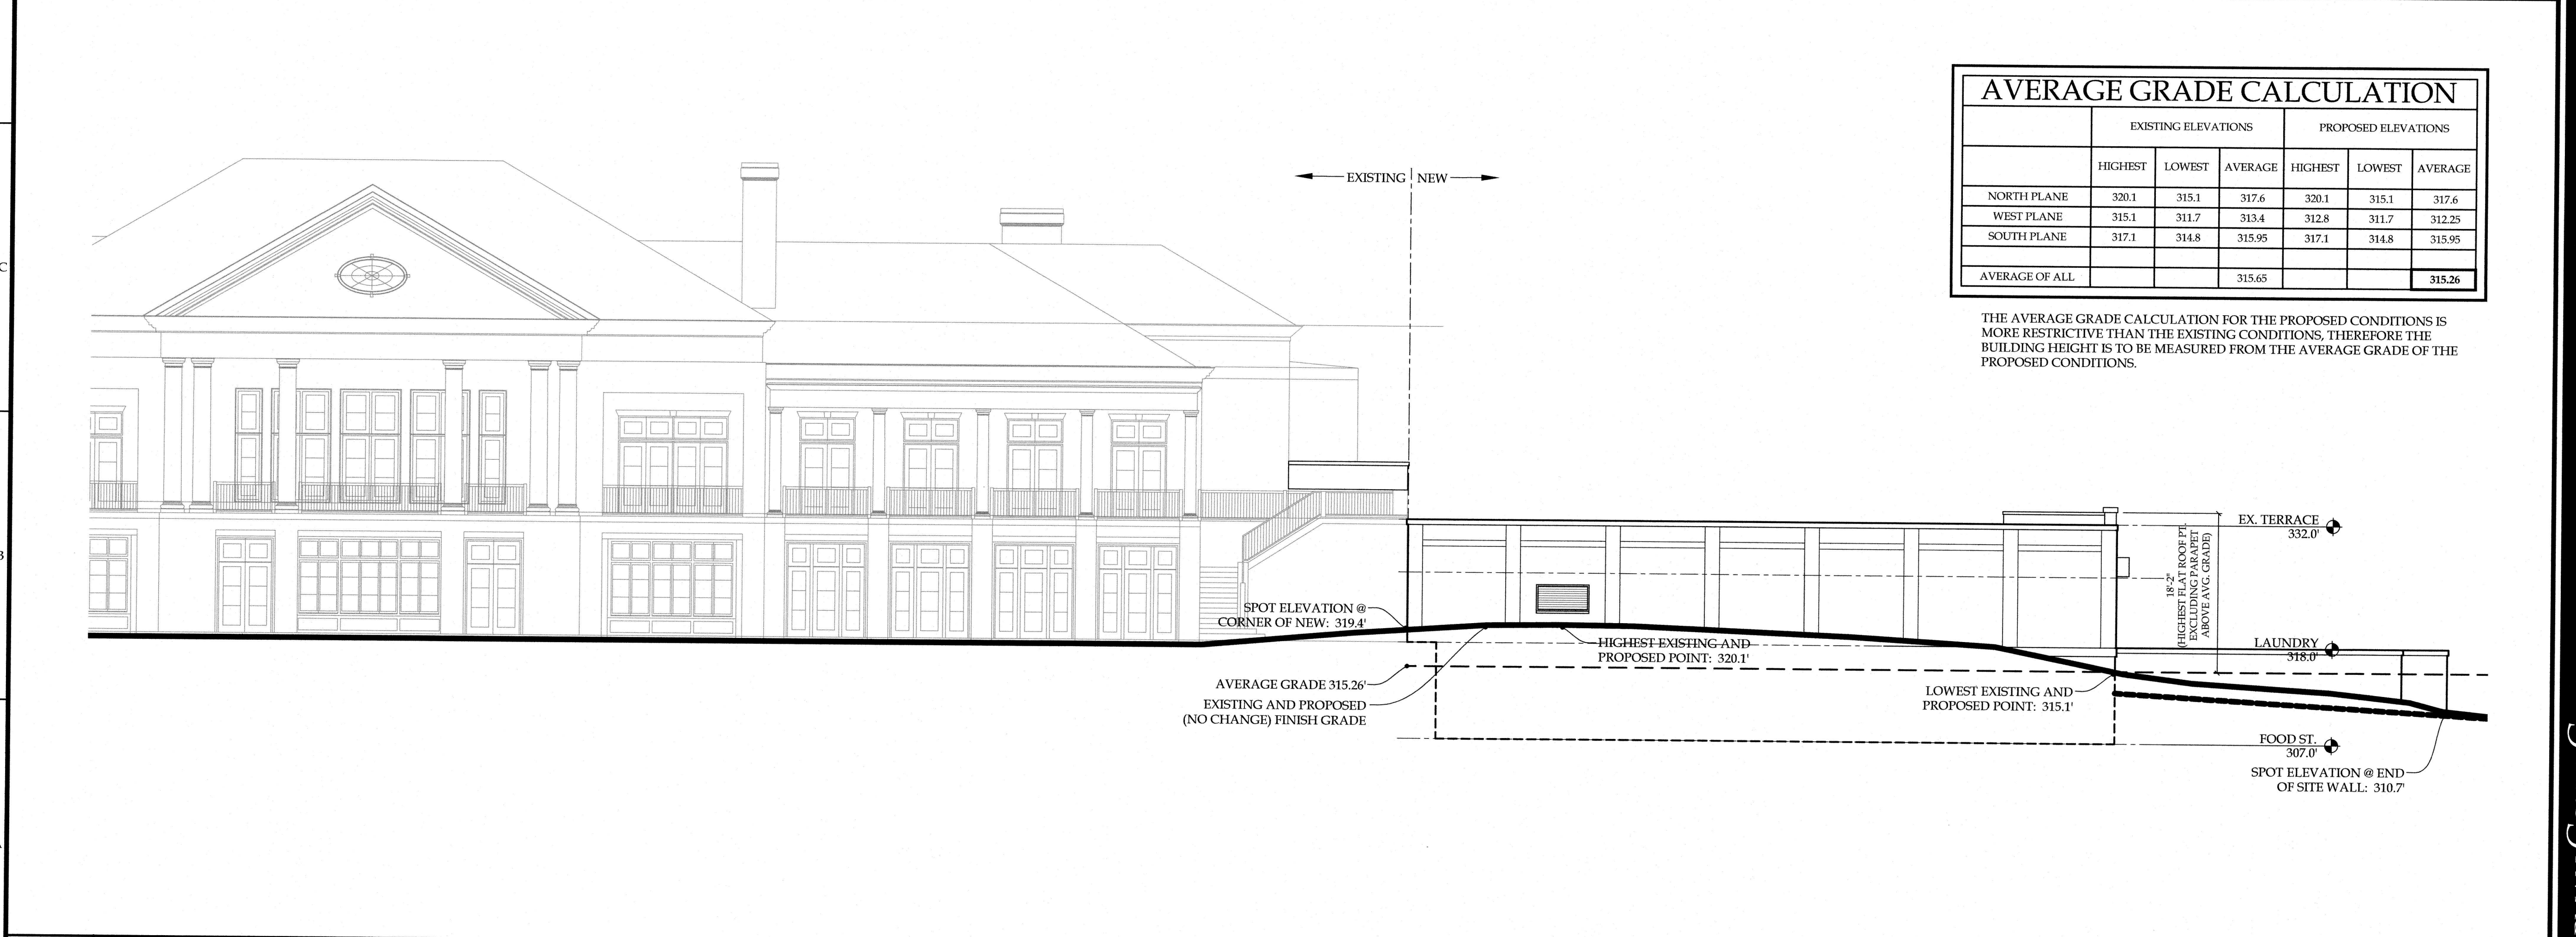 AVERAGE GRADE CALCULATION
EXISTING ELEVATIONS PROPOSED ELEVATIONS
HIGHEST LOWEST AVERAGE HIGHEST LOWEST AVERAGE
NORTH PLANE 320.1 315.1 317.6 320.1 315.1 317.6
WEST PLANE 315.1 311.7 313.4 312.8 311.7 312.25
SOUTH PLANE 317.1 314.8 315.95 317.1 314.8 315.95
AVERAGE OF ALL 315.65 315.26
THE AVERAGE GRADE CALCULATION FOR THE PROPOSED CONDITIONS IS
MORE RESTRICTIVE THAN THE EXISTING CONDITIONS, THEREFORE THE
BUILDING HEIGHT IS TO BE MEASURED FROM THE AVERAGE GRADE OF THE
PROPOSED CONDITIONS.
EXISTING NEW
C
B
EX. TERRACE
332.0'
18'-2"
(HIGHEST FLAT ROOF PT.
EXCLUDING PARAPET
ABOVE AVG. GRADE)
SPOT ELEVATION @
CORNER OF NEW: 319.4'
HIGHEST EXISTING AND
PROPOSED POINT: 320.1'
LAUNDRY
318.0'
AVERAGE GRADE 315.26'
EXISTING AND PROPOSED
(NO CHANGE) FINISH GRADE
LOWEST EXISTING AND
PROPOSED POINT: 315.1'
FOOD ST.
307.0'
SPOT ELEVATION @ END
OF SITE WALL: 310.7'